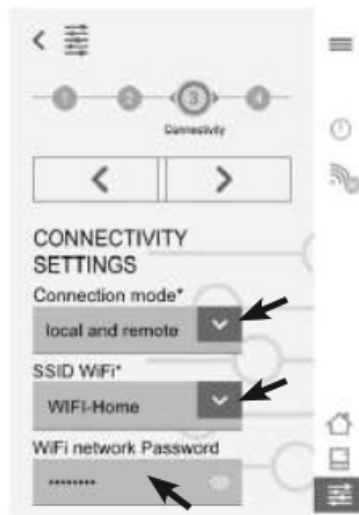 1 2 3 4
Connectivity
CONNECTIVITY
SETTINGS
Connection mode*
local and remote
SSID WiFi*
WIFI-Home
WiFi network Password
********